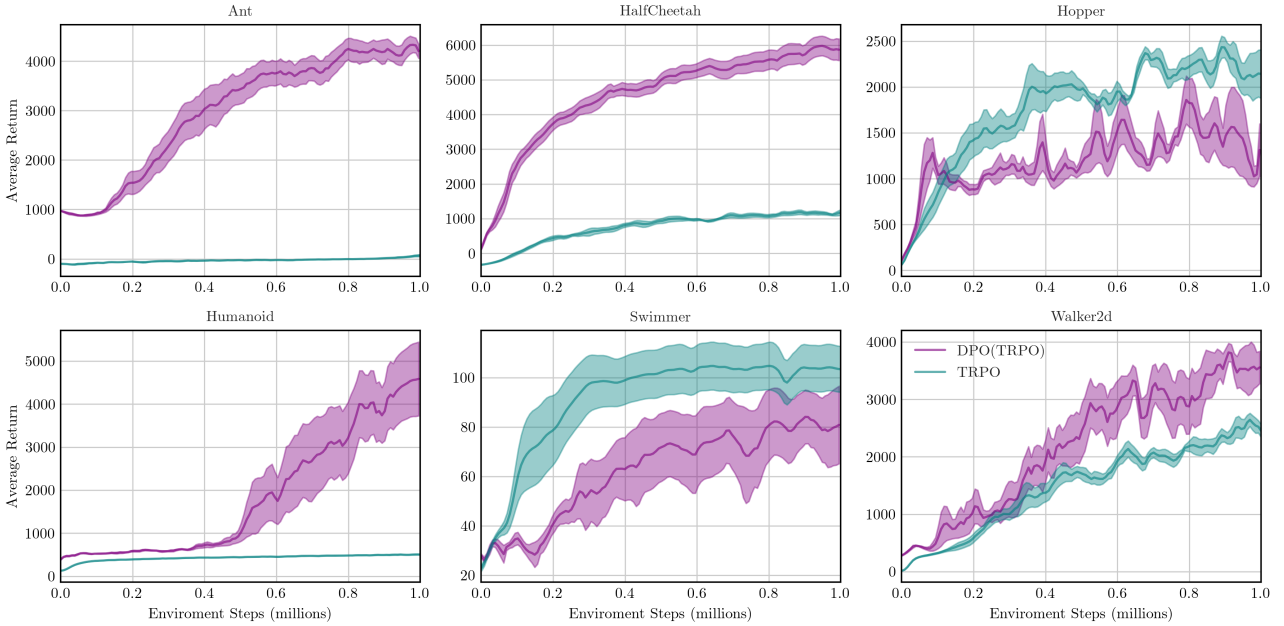 Ant
HalfCheetah
Hopper
Average Return
4000
3000
2000
1000
0
0.0 0.2 0.4 0.6 0.8 1.0
6000
5000
4000
3000
2000
1000
0
0.0 0.2 0.4 0.6 0.8 1.0
2500
2000
1500
1000
500
0
0.0 0.2 0.4 0.6 0.8 1.0
Humanoid
Swimmer
Walker2d
Average Return
5000
4000
3000
2000
1000
0
0.0 0.2 0.4 0.6 0.8 1.0
Enviroment Steps (millions)
100
80
60
40
20
0.0 0.2 0.4 0.6 0.8 1.0
Enviroment Steps (millions)
DPO(TRPO)
TRPO
4000
3000
2000
1000
0
0.0 0.2 0.4 0.6 0.8 1.0
Enviroment Steps (millions)